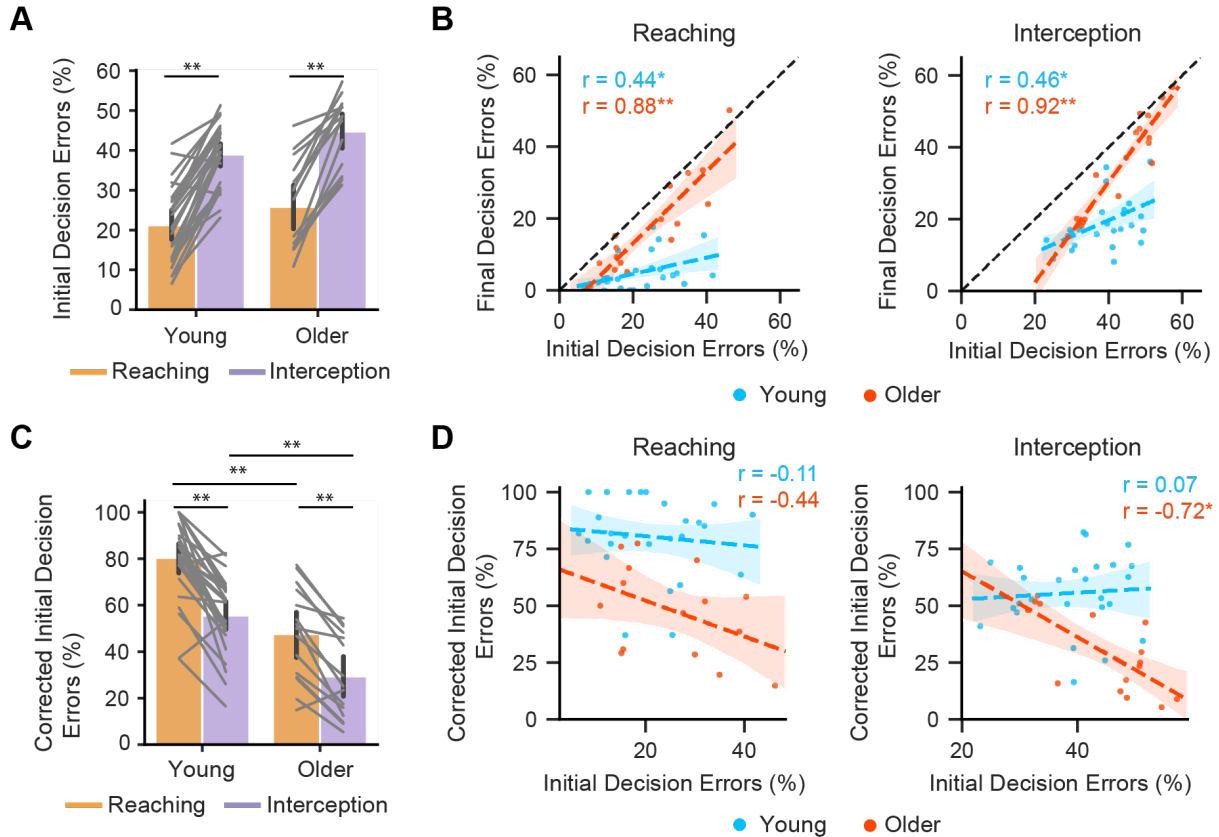 A
Initial Decision Errors (%)
60
50
40
30
20
10
0
**
**
Young
Older
Reaching
Interception
B
Reaching
r = 0.44*
r = 0.88**
Final Decision Errors (%)
60
40
20
0
0
20
40
60
Initial Decision Errors (%)
Interception
r = 0.46*
r = 0.92**
Final Decision Errors (%)
60
40
20
0
0
20
40
60
Initial Decision Errors (%)
Young
Older
C
Corrected Initial Decision
Errors (%)
100
80
60
40
80
0
**
**
**
**
Young
Older
Reaching
Interception
D
Reaching
r = -0.11
r = -0.44
Corrected Initial Decision
Errors (%)
100
75
50
25
0
20
40
Initial Decision Errors (%)
Interception
r = 0.07
r = -0.72*
Corrected Initial Decision
Errors (%)
100
75
50
25
0
20
40
Initial Decision Errors (%)
Young
Older